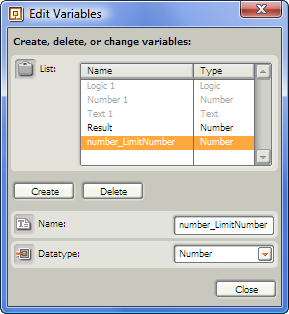 Edit Variables
Create, delete, or change variables:
List:
Name Type
Logic 1 Logic
Number 1 Number
Text 1 Text
Result Number
number_LimitNumber Number
Create Delete
Name: number_LimitNumber
Datatype: Number
Close